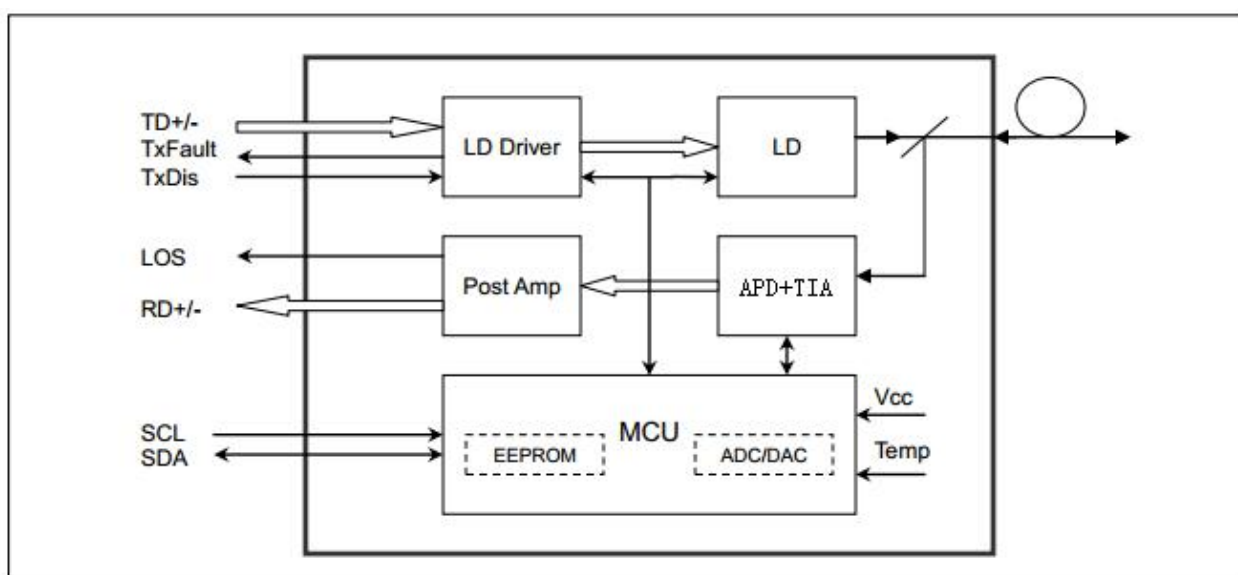 TD+/-
TxFault
TxDis
LD Driver
LD
LOS
RD+/-
Post Amp
APD+TIA
SCL
SDA
MCU
EEPROM
ADC/DAC
Vcc
Temp